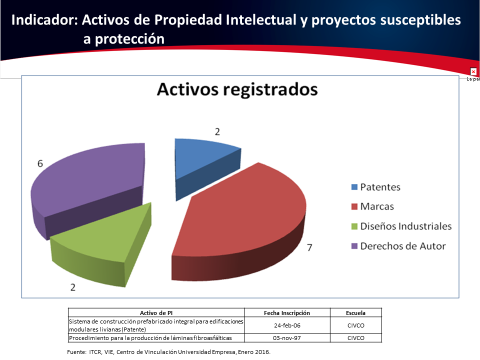 Indicador: Activos de Propiedad Intelectual y proyectos susceptibles
a protección
Activos registrados
2
6
7
2
Patentes
Marcas
Diseños Industriales
Derechos de Autor
Activo de PI Fecha Inscripción Escuela
Sistema de construcción prefabricado integral para edificaciones
modulares livianas (Patente) 24-feb-06 CIVCO
Procedimiento para la producción de láminas fibroasfálticas 05-nov-97 CIVCO
Fuente: ITCR, VIE, Centro de Vinculación Universidad Empresa, Enero 2016.